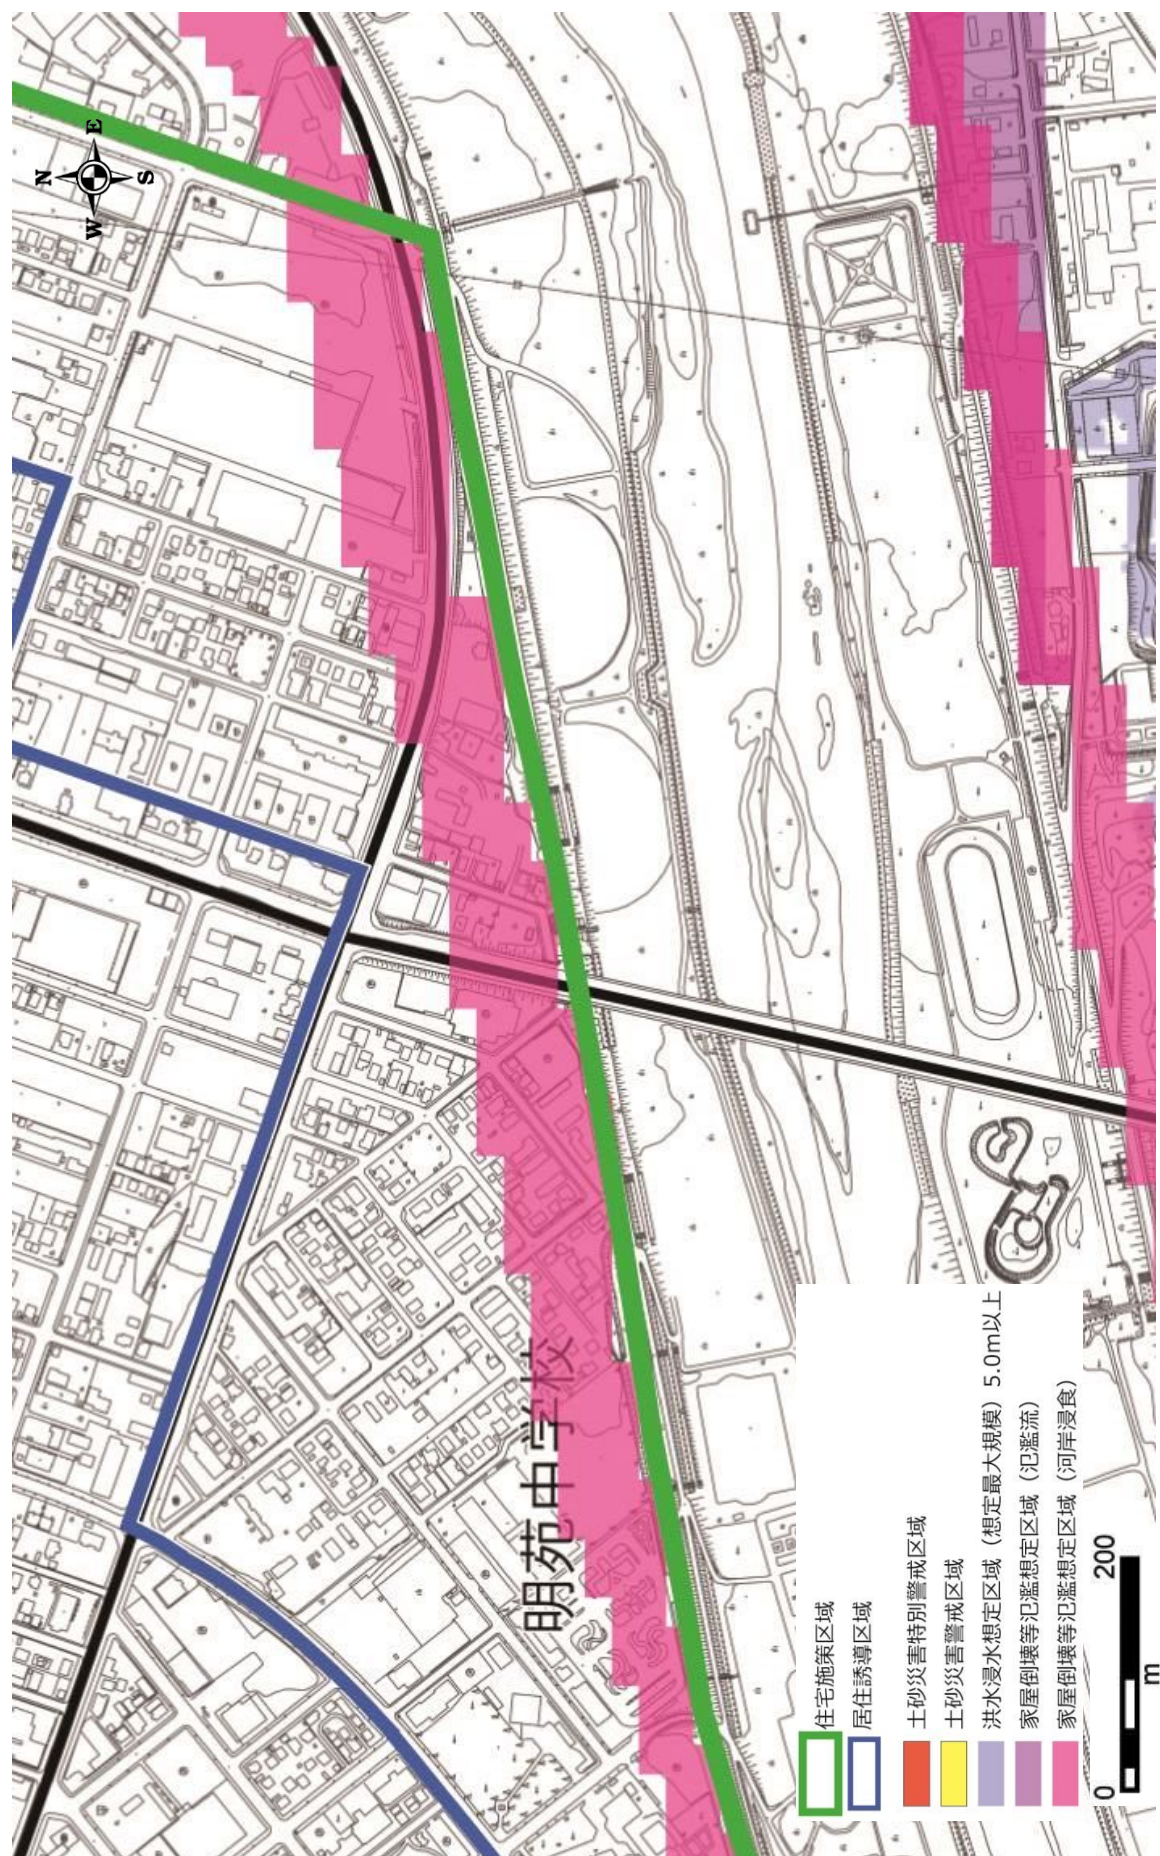 N
E
W
S
明苑中学校
住宅施策区域
居住誘導区域
土砂災害特別警戒区域
土砂災害警戒区域
洪水浸水想定区域（想定最大規模）5.0m以上
家屋倒壊等氾濫想定区域（氾濫流）
家屋倒壊等氾濫想定区域（河岸浸食）
0
200
m